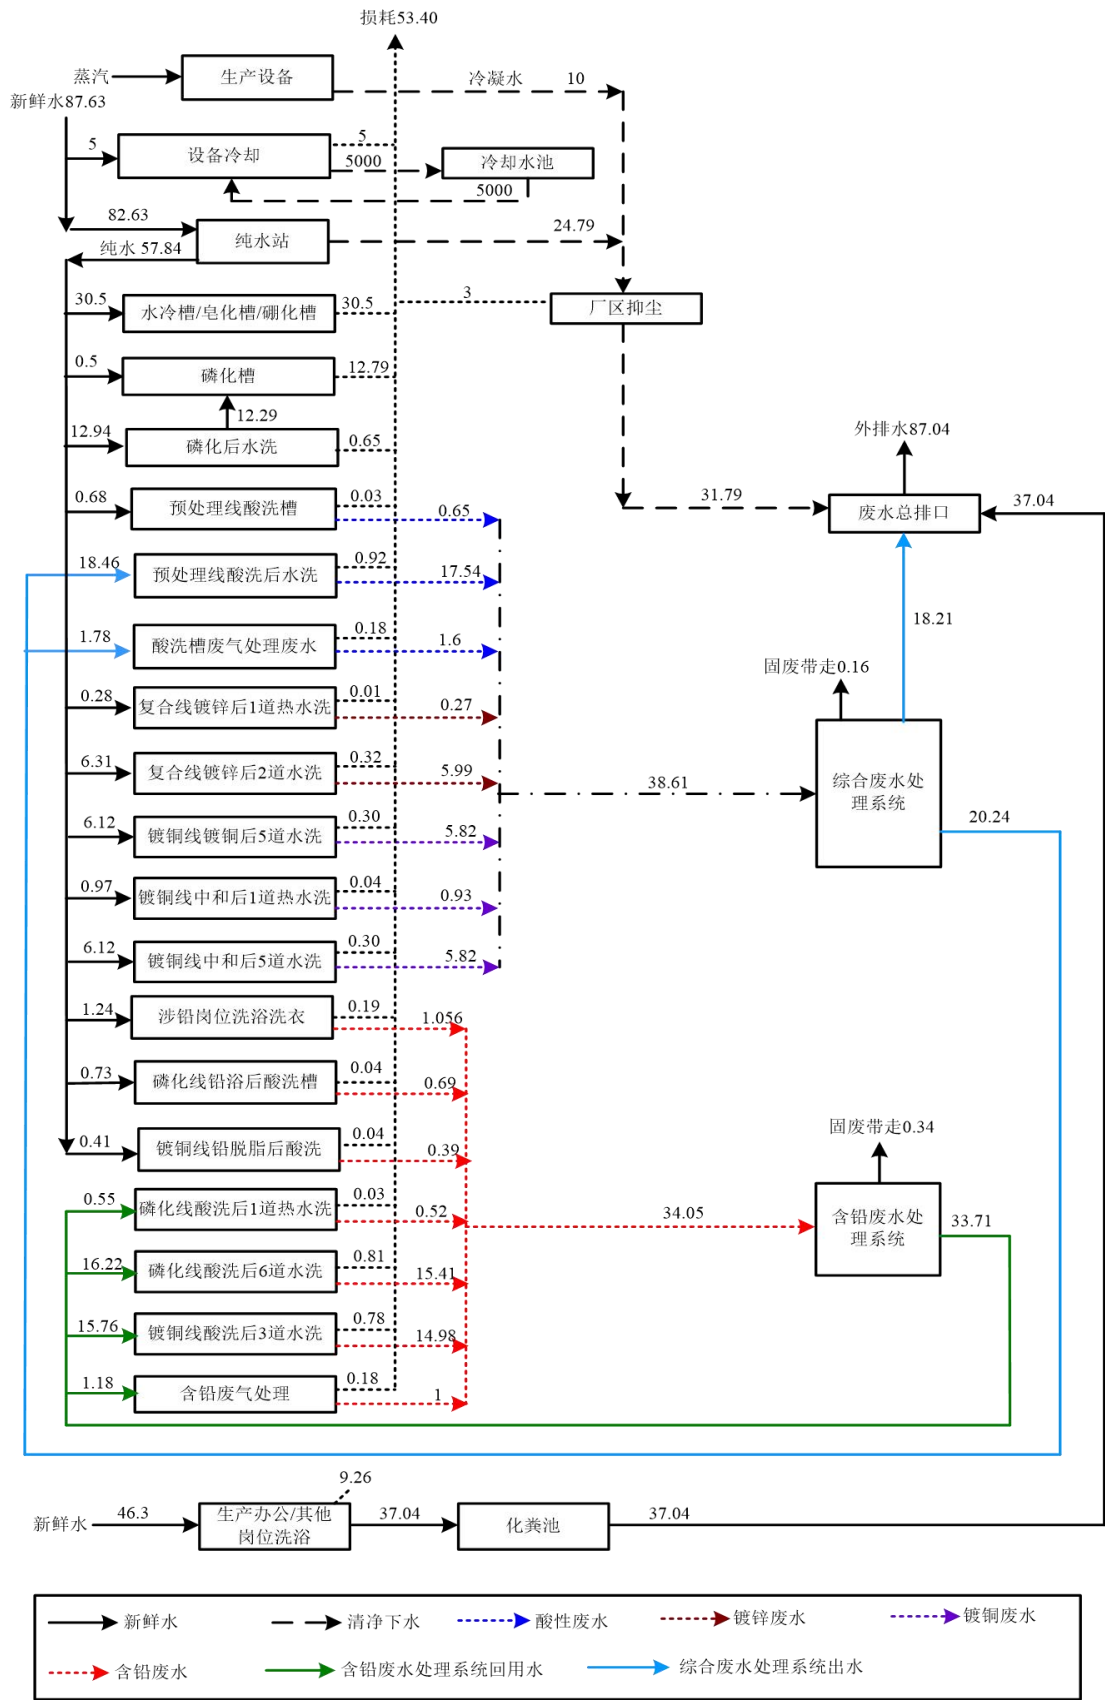 损耗53.40
蒸汽
生产设备
冷凝水
10
新鲜水87.63
5
设备冷却
5
5000
冷却水池
5000
82.63
纯水站
24.79
纯水 57.84
30.5
水冷槽/皂化槽/硼化槽
30.5
3
厂区抑尘
0.5
磷化槽
12.79
12.29
12.94
磷化后水洗
0.65
外排水87.04
0.68
预处理线酸洗槽
0.03
0.65
31.79
废水总排口
37.04
18.46
预处理线酸洗后水洗
0.92
17.54
18.21
1.78
酸洗槽废气处理废水
0.18
1.6
固废带走0.16
0.28
复合线镀锌后1道热水洗
0.01
0.27
6.31
复合线镀锌后2道水洗
0.32
5.99
38.61
综合废水处
理系统
20.24
6.12
镀铜线镀铜后5道水洗
0.30
5.82
0.97
镀铜线中和后1道热水洗
0.04
0.93
6.12
镀铜线中和后5道水洗
0.30
5.82
1.24
涉铅岗位洗浴洗衣
0.19
1.056
0.73
磷化线铅浴后酸洗槽
0.04
0.69
0.41
镀铜线铅脱脂后酸洗
0.04
0.39
固废带走0.34
0.55
磷化线酸洗后1道热水洗
0.03
0.52
34.05
含铅废水处
理系统
33.71
16.22
磷化线酸洗后6道水洗
0.81
15.41
15.76
镀铜线酸洗后3道水洗
0.78
14.98
1.18
含铅废气处理
0.18
1
9.26
新鲜水
46.3
生产办公/其他
岗位洗浴
37.04
化粪池
37.04
新鲜水
清净下水
酸性废水
镀锌废水
镀铜废水
含铅废水
含铅废水处理系统回用水
综合废水处理系统出水